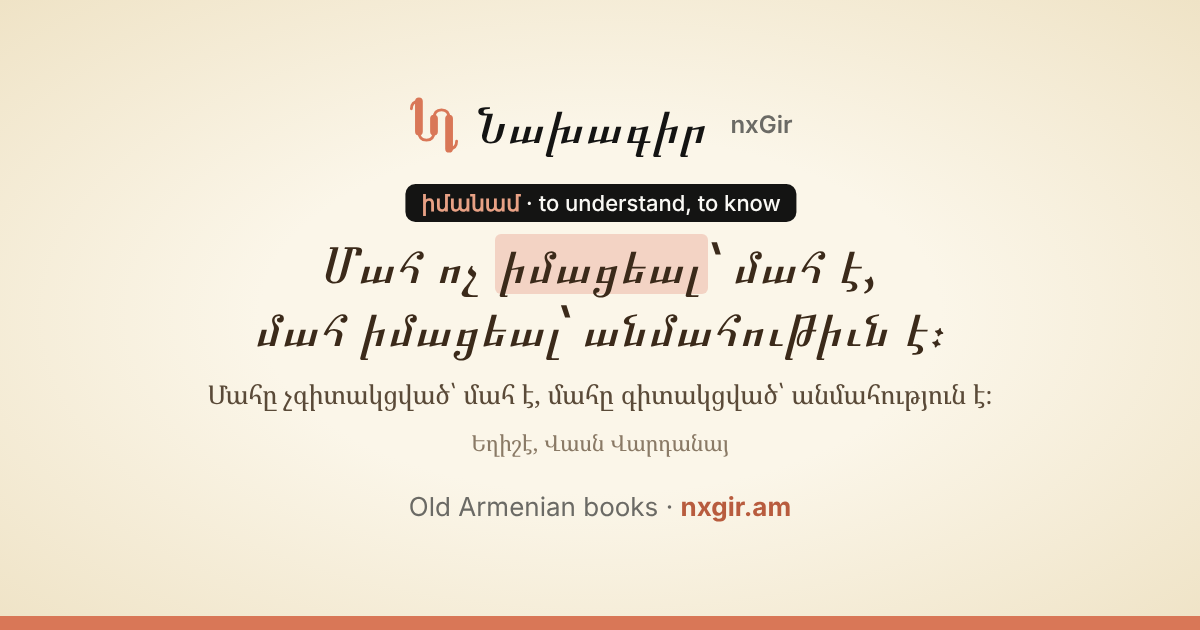 Նախագիր nxGir
իմանամ · to understand, to know
Մահ ոչ իմացեալ՝ մահ է,
մահ իմացեալ՝ անմահութիւն է։
Մահը չգիտակցված՝ մահ է, մահը գիտակցված՝ անմահություն է։
Եղիշէ, Վասն Վարդանայ
Old Armenian books · nxgir.am